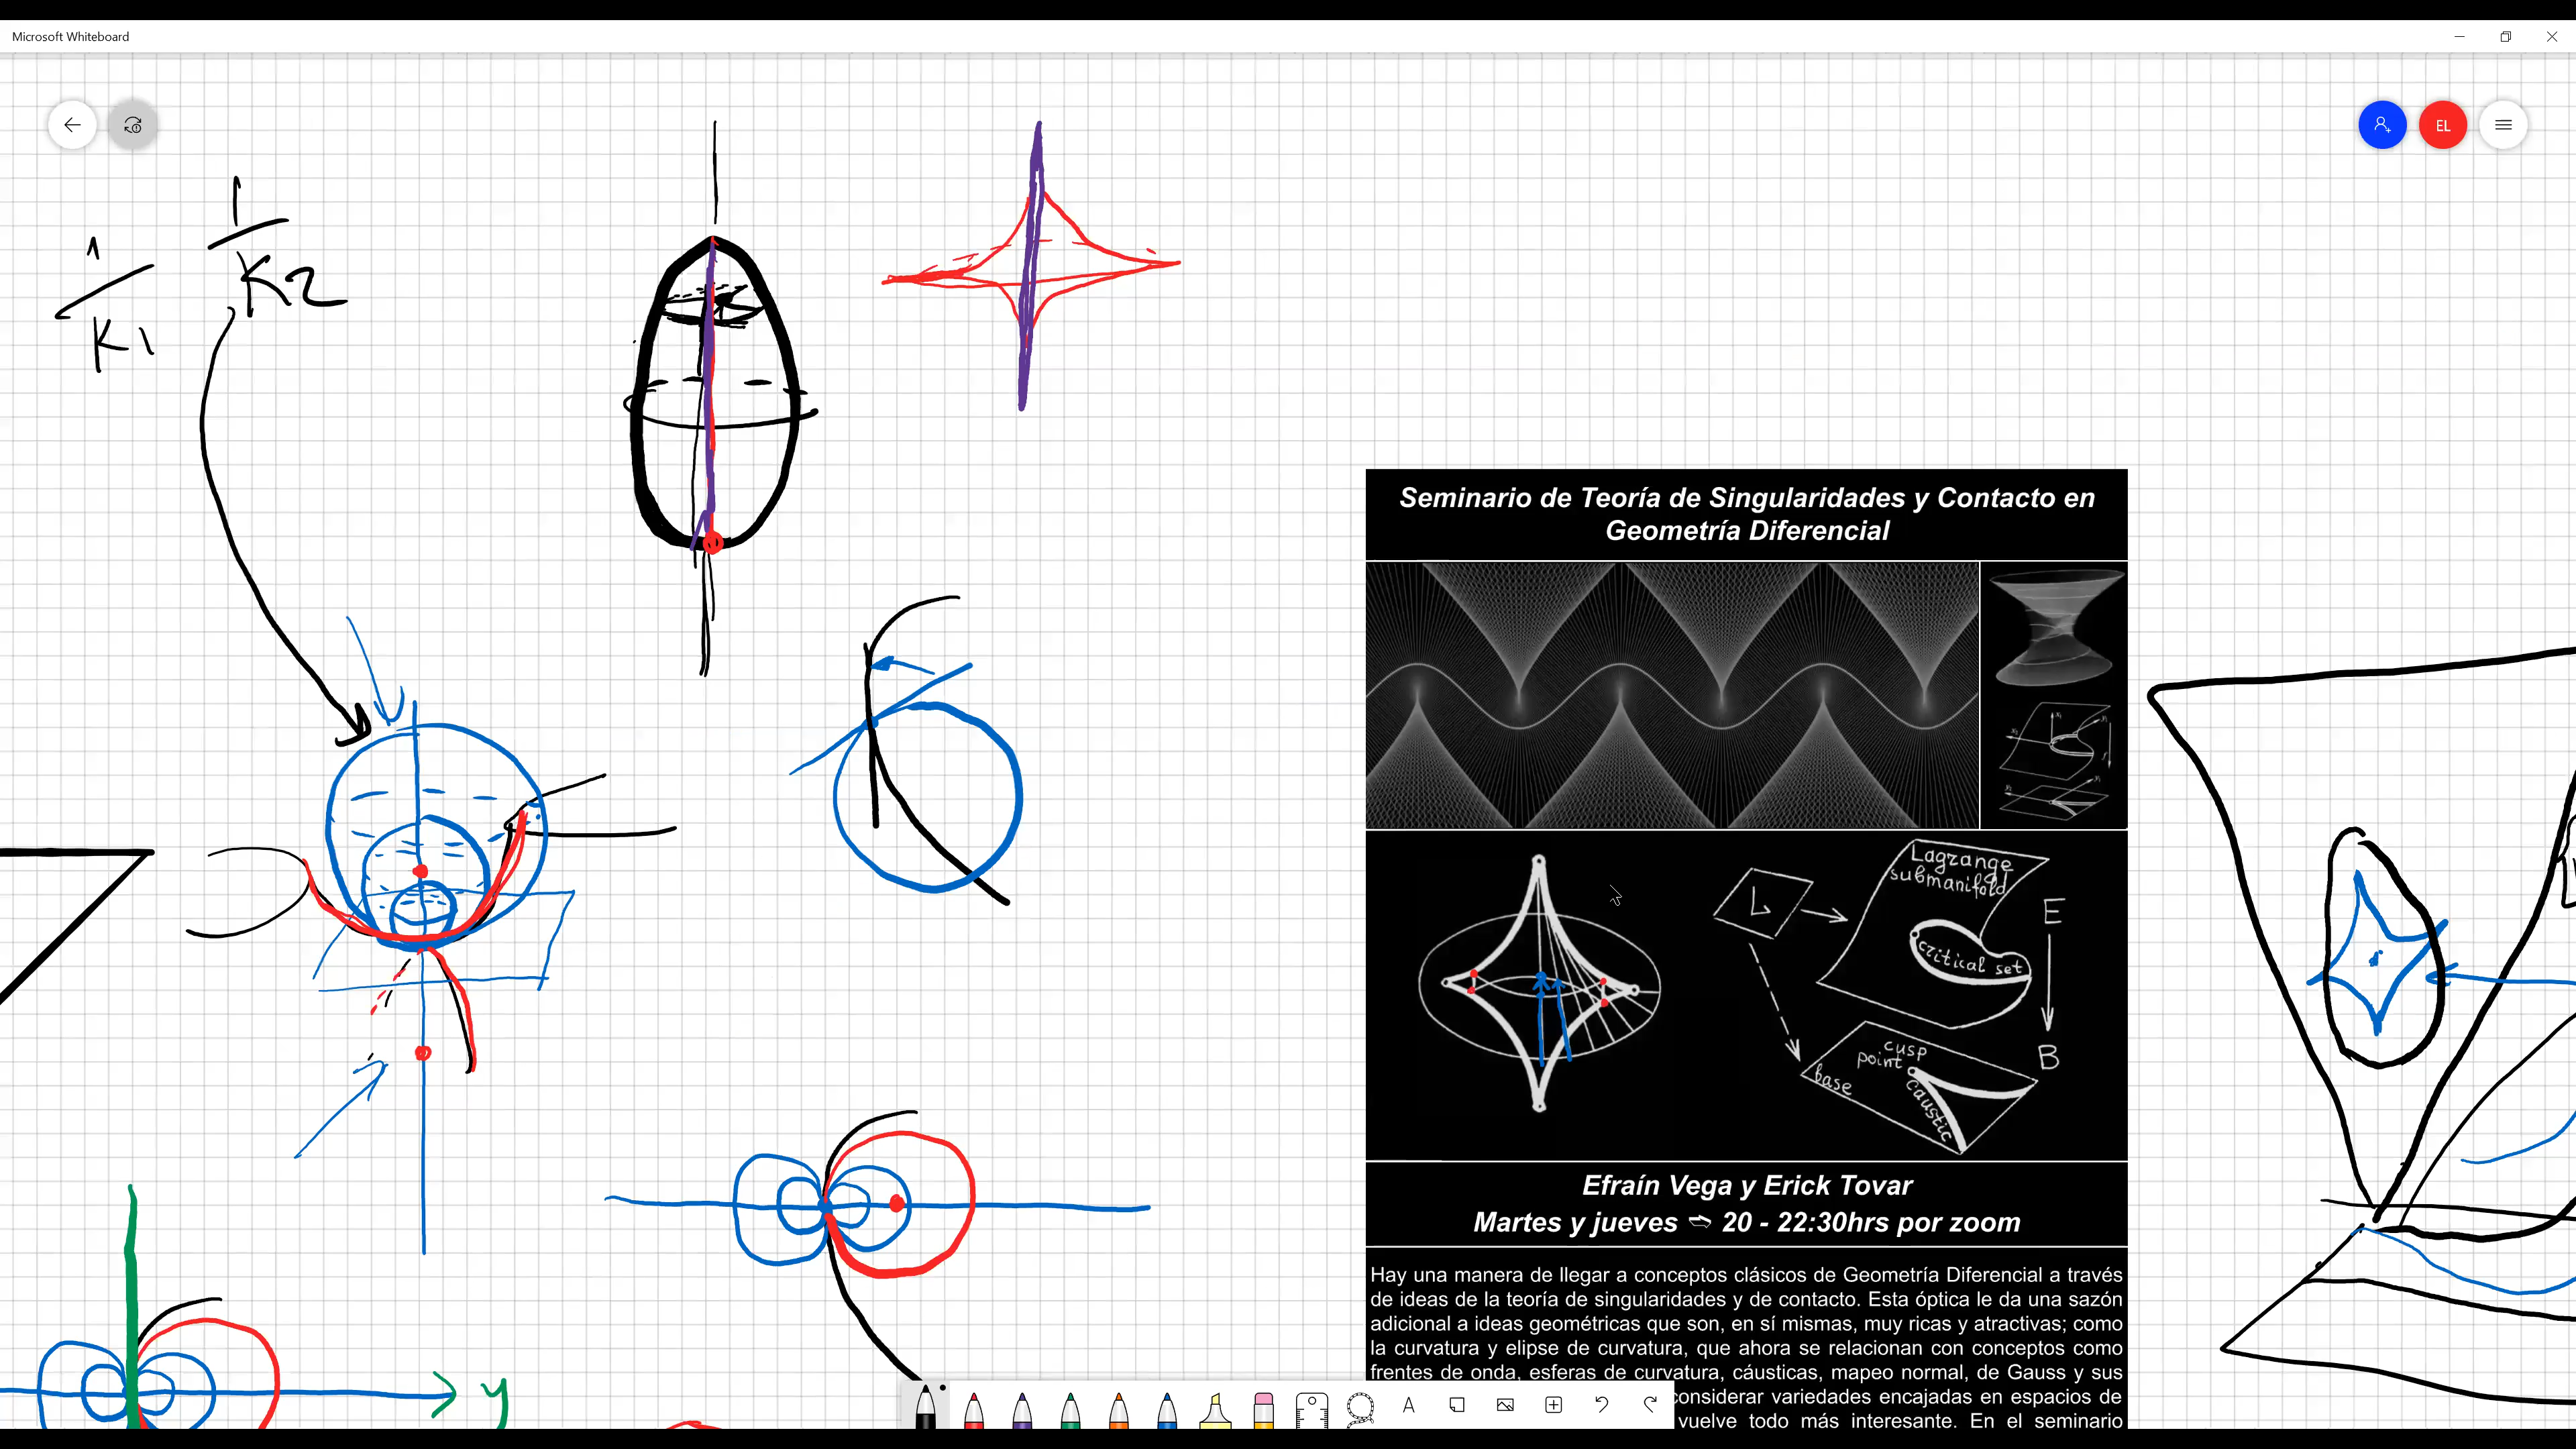 Microsoft Whiteboard
EL
1
K1
1
K2
Seminario de Teoría de Singularidades y Contacto en
Geometría Diferencial
Lagrange
submanifold
L
critical set
E
B
cusp
point
base
caustic
Efraín Vega y Erick Tovar
Martes y jueves ➯ 20 - 22:30hrs por zoom
Hay una manera de llegar a conceptos clásicos de Geometría Diferencial a través
de ideas de la teoría de singularidades y de contacto. Esta óptica le da una sazón
adicional a ideas geométricas que son, en sí mismas, muy ricas y atractivas; como
la curvatura y elipse de curvatura, que ahora se relacionan con conceptos como
frentes de onda, esferas de curvatura, cáusticas, mapeo normal, de Gauss y sus
considerar variedades encajadas en espacios de
vuelve todo más interesante. En el seminario
y
A